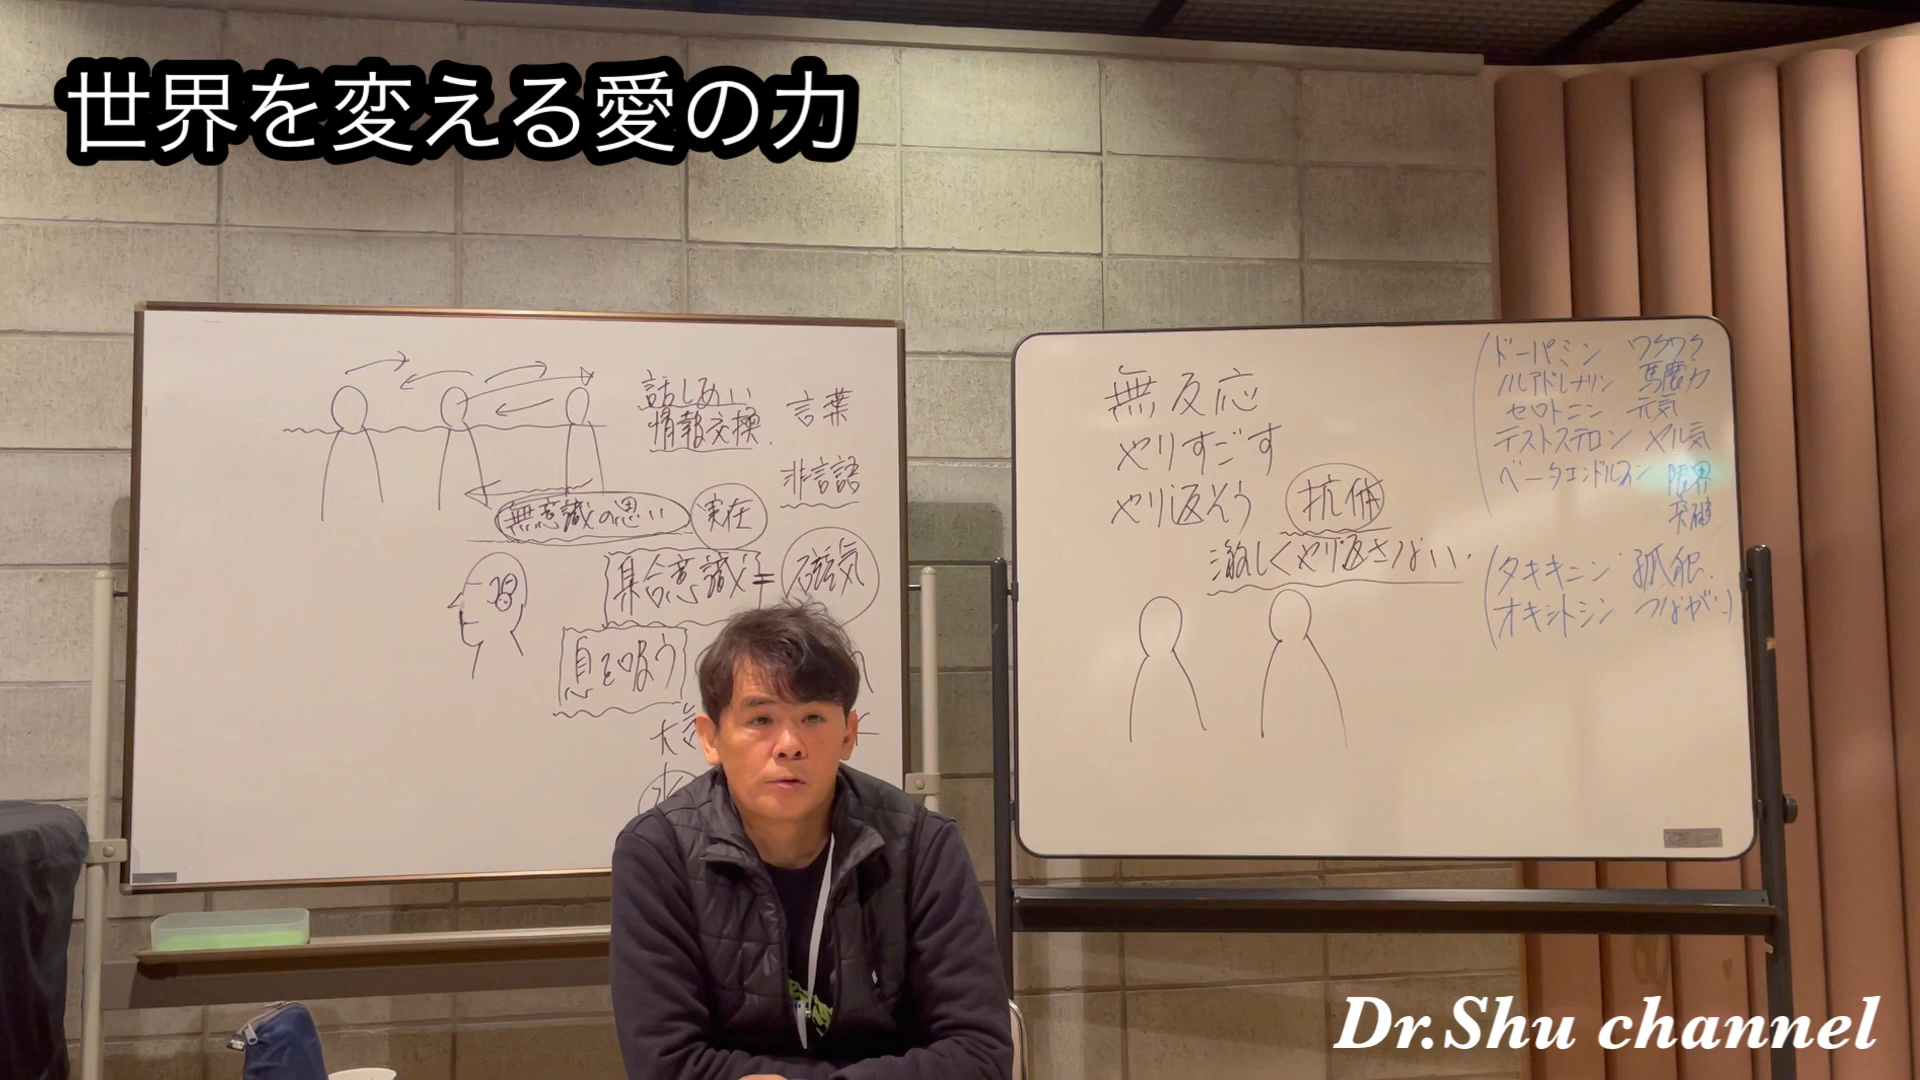 世界を変える愛の力
話しあい 言葉
情報交換
非言語
無意識の思い 実在
集合意識 = 磁気
息を吸う
無反応
やりすごす
やり返そう 抗体
激しくやり返さない
ドーパミン ワクワク
ノルアドレナリン 馬鹿力
セロトニン 元気
テストステロン ヤル気
ベータエンドルフィン 限界
突破
タキキニン 孤独
オキシトシン つながり
Dr.Shu channel